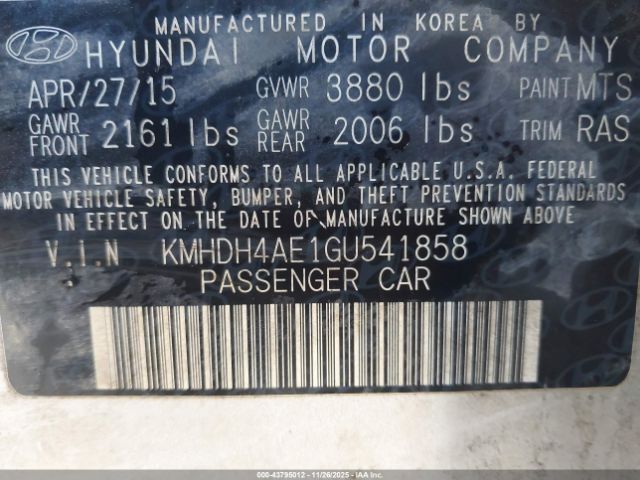 MANUFACTURED IN KOREA BY
HYUNDAI MOTOR COMPANY
APR/27/15 GVWR 3880 lbs PAINT MTS
GAWR FRONT 2161 lbs GAWR REAR 2006 lbs TRIM RAS
THIS VEHICLE CONFORMS TO ALL APPLICABLE U.S.A. FEDERAL
MOTOR VEHICLE SAFETY, BUMPER, AND THEFT PREVENTION STANDARDS
IN EFFECT ON THE DATE OF MANUFACTURE SHOWN ABOVE
V.I.N KMHDH4AE1GU541858
PASSENGER CAR
000-43795012 - 11/26/2025 - IAAI.COM